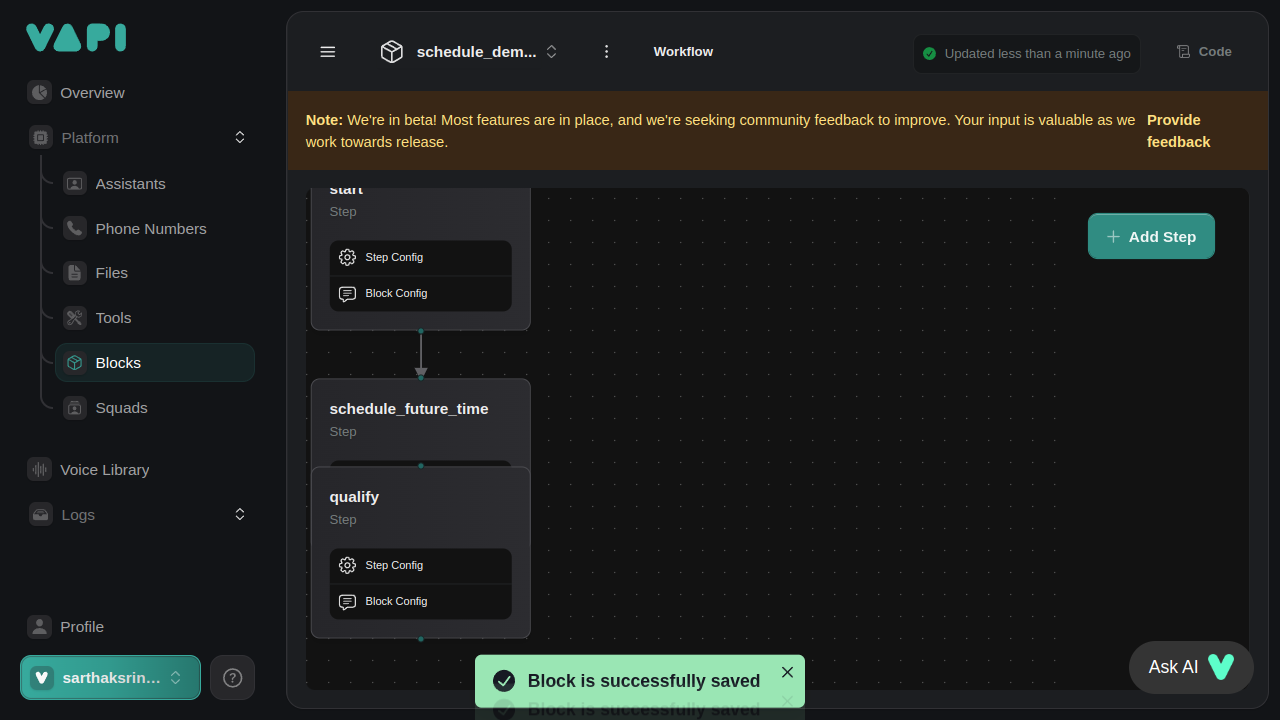 VAPI
Overview
Platform
Assistants
Phone Numbers
Files
Tools
Blocks
Squads
Voice Library
Logs
Profile
sarthaksrin...
schedule_dem...
Workflow
Updated less than a minute ago
Code
Note: We're in beta! Most features are in place, and we're seeking community feedback to improve. Your input is valuable as we
work towards release.
Provide
feedback
start
Step
Step Config
Block Config
Add Step
schedule_future_time
Step
qualify
Step
Step Config
Block Config
Block is successfully saved
Block is successfully saved
Ask AI